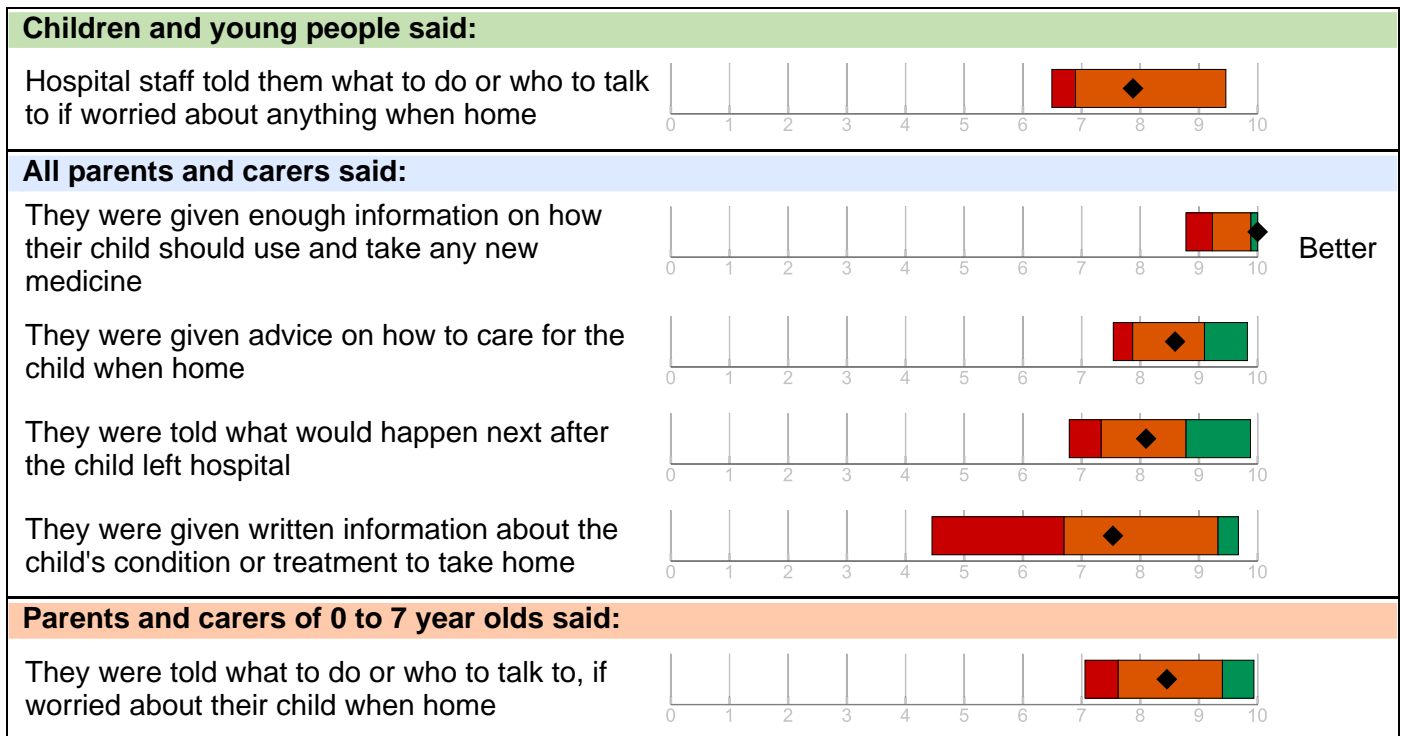 Children and young people said:
Hospital staff told them what to do or who to talk
to if worried about anything when home
0 1 2 3 4 5 6 7 8 9 10
All parents and carers said:
They were given enough information on how
their child should use and take any new
medicine
0 1 2 3 4 5 6 7 8 9 10
Better
They were given advice on how to care for the
child when home
0 1 2 3 4 5 6 7 8 9 10
They were told what would happen next after
the child left hospital
0 1 2 3 4 5 6 7 8 9 10
They were given written information about the
child's condition or treatment to take home
0 1 2 3 4 5 6 7 8 9 10
Parents and carers of 0 to 7 year olds said:
They were told what to do or who to talk to, if
worried about their child when home
0 1 2 3 4 5 6 7 8 9 10